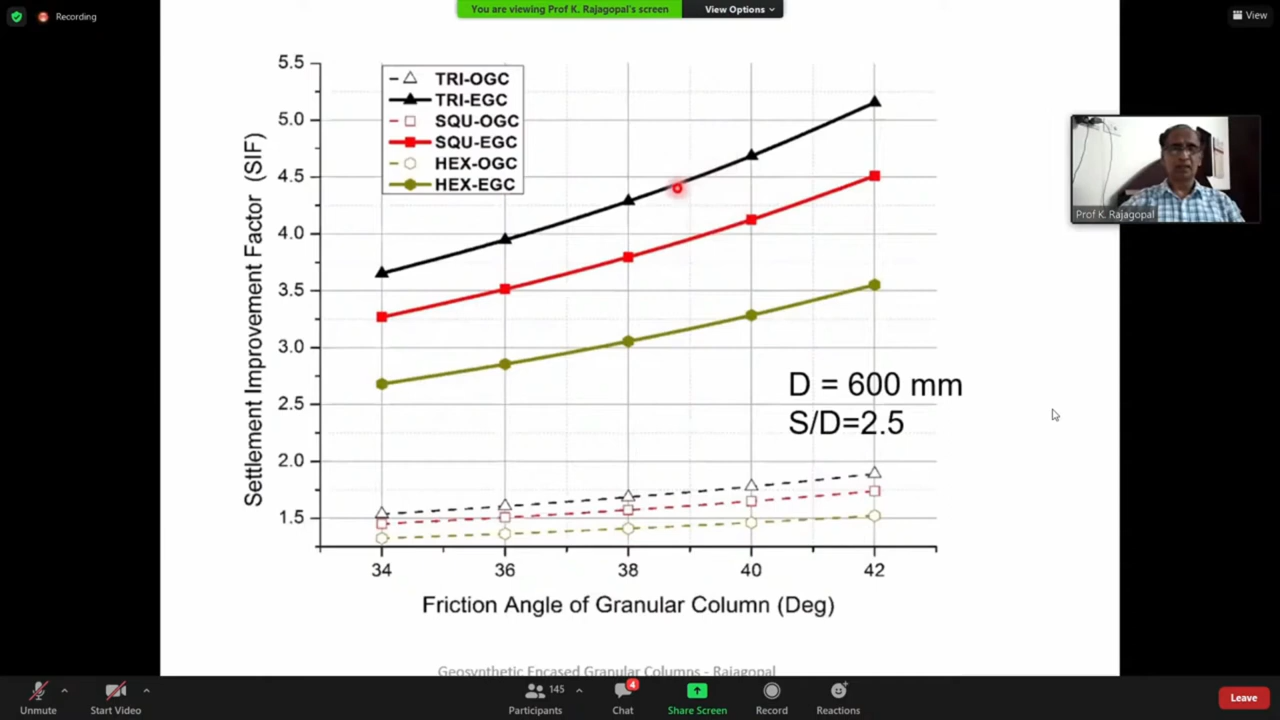 Recording
You are viewing Prof K. Rajagopal's screen
View Options
View
5.5
5.0
4.5
4.0
3.5
3.0
2.5
2.0
1.5
Settlement Improvement Factor (SIF)
TRI-OGC
TRI-EGC
SQU-OGC
SQU-EGC
HEX-OGC
HEX-EGC
D = 600 mm
S/D=2.5
34 36 38 40 42
Friction Angle of Granular Column (Deg)
Geosynthetic Encased Granular Columns - Rajagopal
Prof K. Rajagopal
Unmute
Start Video
145
Participants
4
Chat
Share Screen
Record
Reactions
Leave